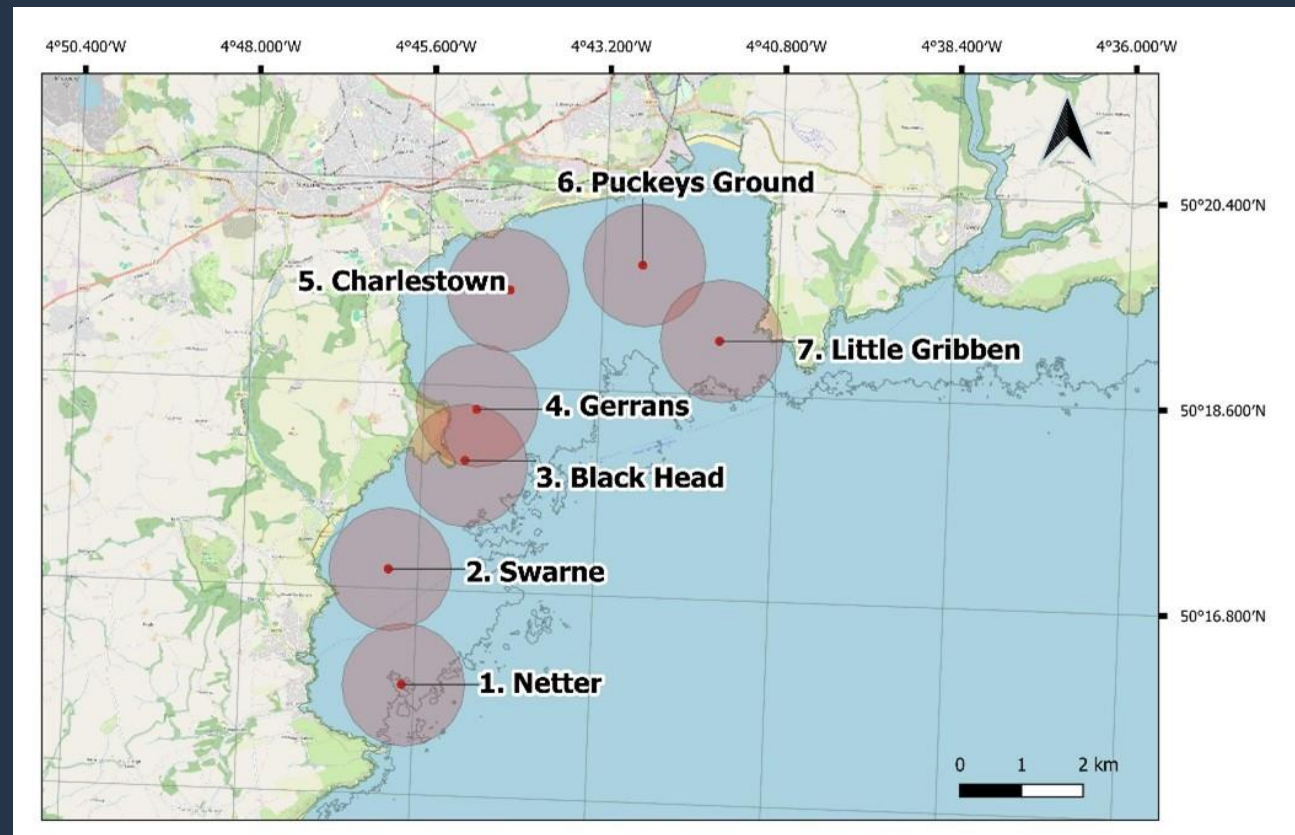 4°50.400'W 4°48.000'W 4°45.600'W 4°43.200'W 4°40.800'W 4°38.400'W 4°36.000'W
6. Puckeys Ground
50°20.400'N
5. Charlestown
7. Little Gribben
4. Gerrans
50°18.600'N
3. Black Head
2. Swarne
50°16.800'N
1. Netter
0 1 2 km